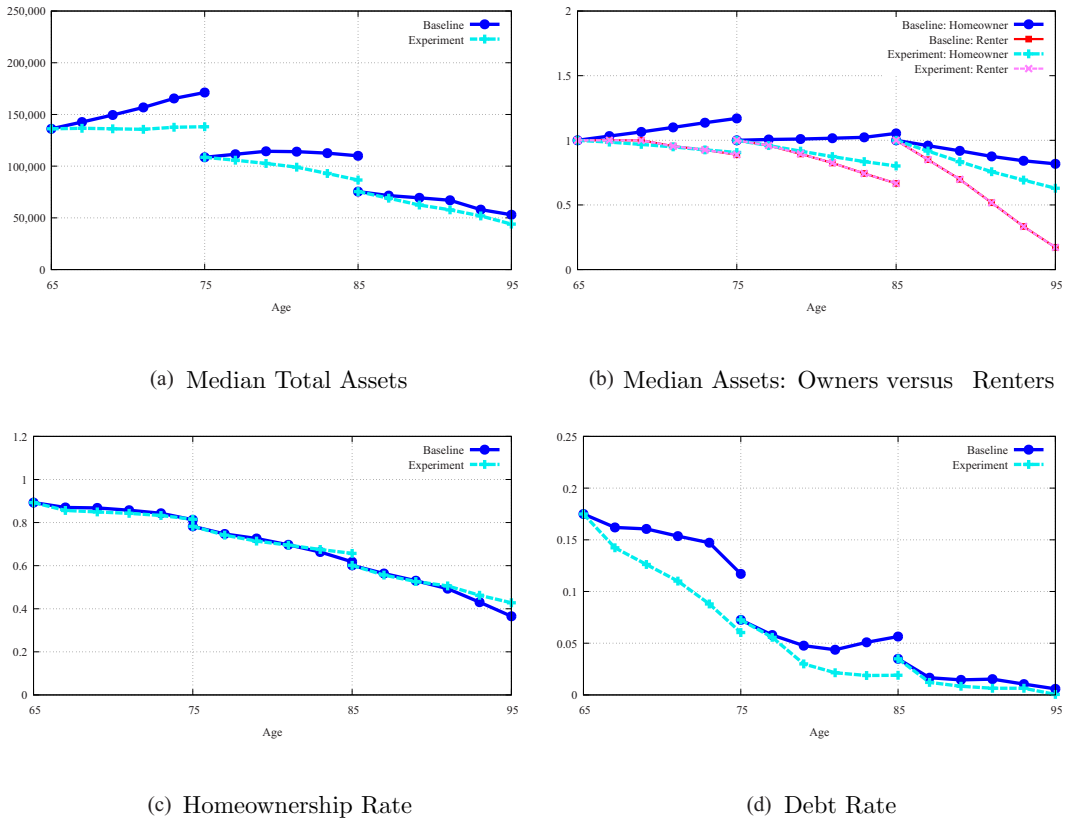 250,000
200,000
150,000
100,000
50,000
0
65
75
85
95
Age
Baseline
Experiment
(a) Median Total Assets
2
1.5
1
0.5
0
65
75
85
95
Age
Baseline: Homeowner
Baseline: Renter
Experiment: Homeowner
Experiment: Renter
(b) Median Assets: Owners versus Renters
1.2
1
0.8
0.6
0.4
0.2
0
65
75
85
95
Age
Baseline
Experiment
(c) Homeownership Rate
0.25
0.2
0.15
0.1
0.05
0
65
75
85
95
Age
Baseline
Experiment
(d) Debt Rate